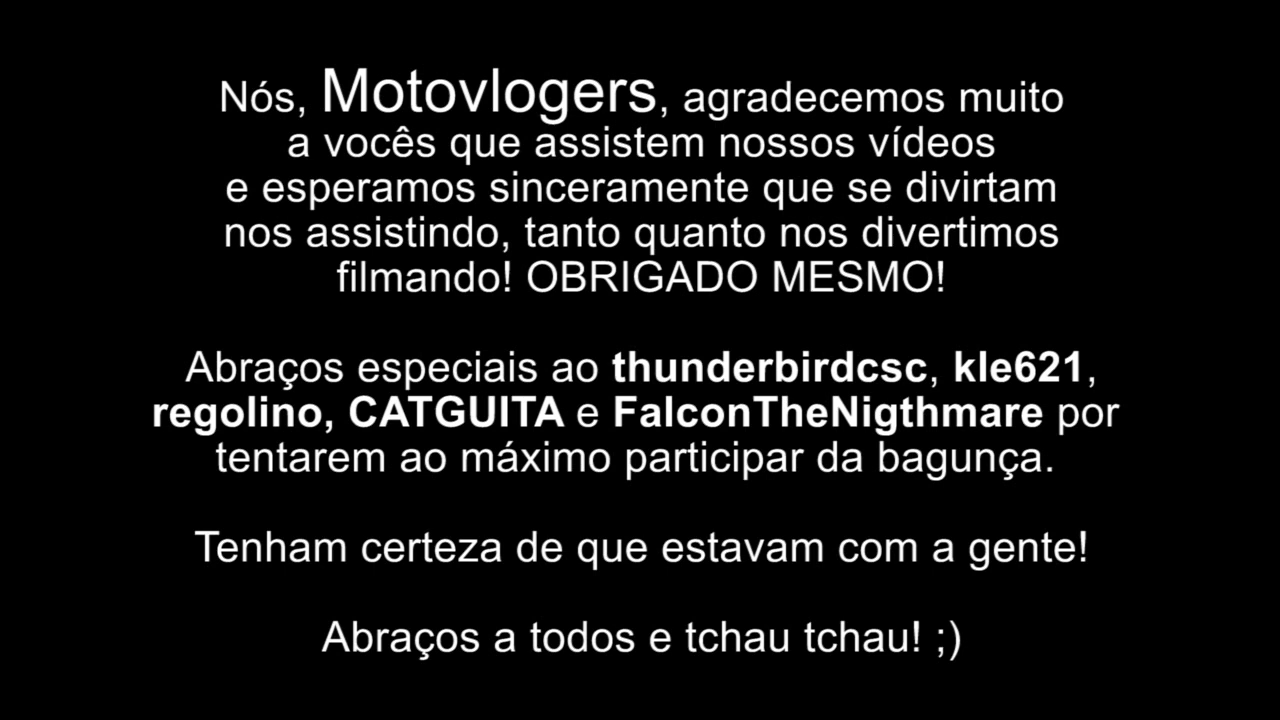 Nós, Motovlogers, agradecemos muito
a vocês que assistem nossos vídeos
e esperamos sinceramente que se divirtam
nos assistindo, tanto quanto nos divertimos
filmando! OBRIGADO MESMO!
Abraços especiais ao thunderbirdcsc, kle621,
regolino, CATGUITA e FalconTheNigthmare por
tentarem ao máximo participar da bagunça.
Tenham certeza de que estavam com a gente!
Abraços a todos e tchau tchau! ;)